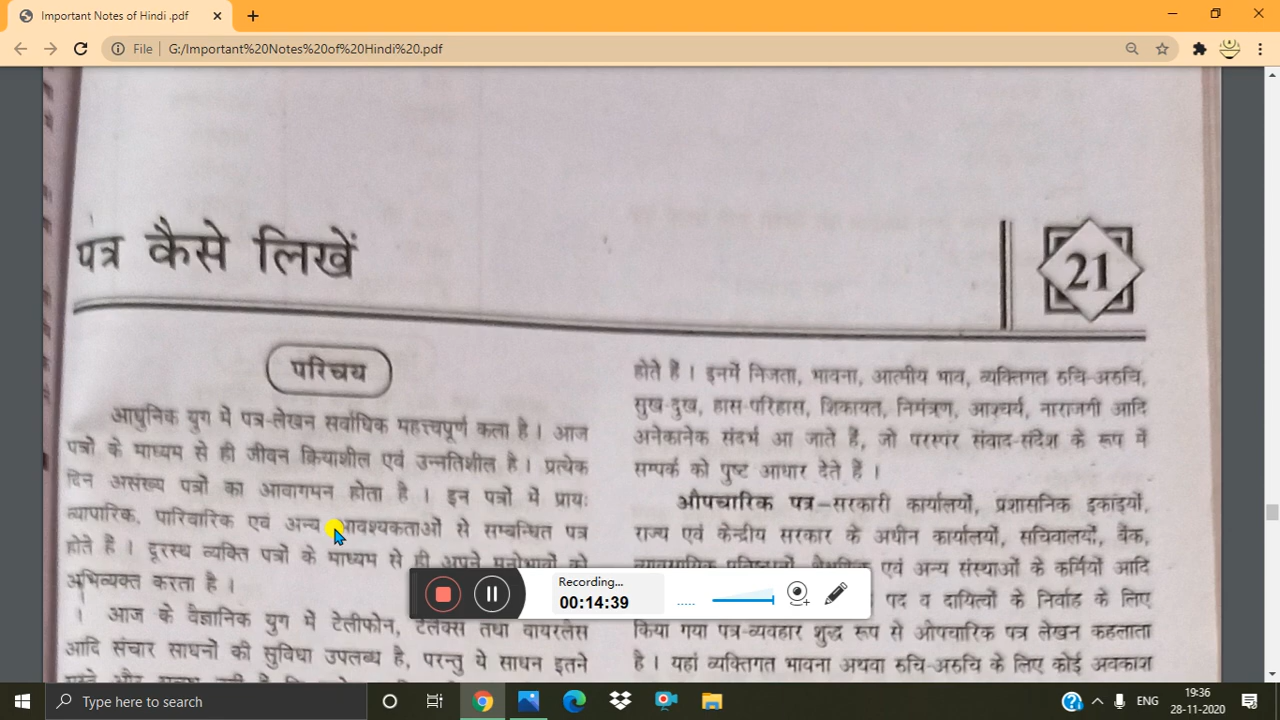 Important Notes of Hindi .pdf
File
G:/Important%20Notes%20of%20Hindi%20.pdf
पत्र कैसे लिखें
21
परिचय
आधुनिक युग में पत्र-लेखन सर्वाधिक महत्त्वपूर्ण कला है। आज
पत्रों के माध्यम से ही जीवन क्रियाशील एवं उन्नतिशील है। प्रत्येक
दिन असंख्य पत्रों का आवागमन होता है। इन पत्रों में प्रायः
व्यापारिक, पारिवारिक एवं अन्य आवश्यकताओं से सम्बन्धित पत्र
होते हैं। दूरस्थ व्यक्ति पत्रों के माध्यम से ही अपने मनोभावों को
अभिव्यक्त करता है।
आज के वैज्ञानिक युग में टेलीफोन, टेलेक्स तथा वायरलैस
आदि संचार साधनों की सुविधा उपलब्ध है, परन्तु ये साधन इतने
होते हैं। इनमें निजता, भावना, आत्मीय भाव, व्यक्तिगत रुचि-अरुचि,
सुख-दुख, हास-परिहास, शिकायत, निमंत्रण, आश्चर्य, नाराजगी आदि
अनेकानेक संदर्भ आ जाते हैं, जो परस्पर संवाद-संदेश के रूप में
सम्पर्क को पुष्ट आधार देते हैं।
औपचारिक पत्र–सरकारी कार्यालयों, प्रशासनिक इकाइयों,
राज्य एवं केन्द्रीय सरकार के अधीन कार्यालयों, सचिवालयों, बैंक,
एवं अन्य संस्थाओं के कर्मियों आदि
पद व दायित्वों के निर्वाह के लिए
किया गया पत्र-व्यवहार शुद्ध रूप से औपचारिक पत्र लेखन कहलाता
है। यहां व्यक्तिगत भावना अथवा रुचि-अरुचि के लिए कोई अवकाश
Recording...
00:14:39
Type here to search
ENG
19:36
28-11-2020